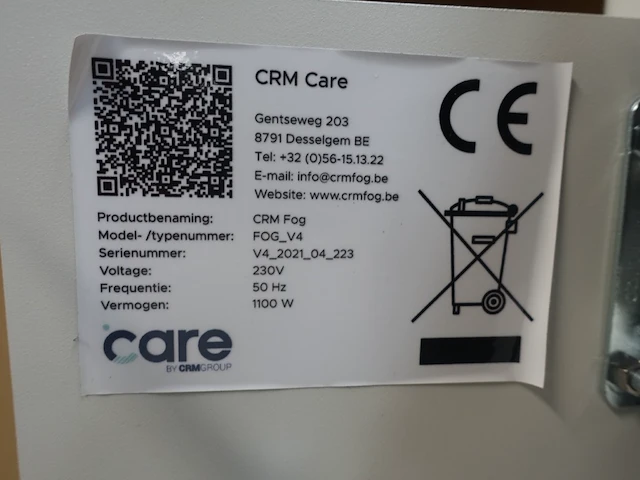 CRM Care
Gentseweg 203
8791 Desselgem BE
Tel: +32 (0)56-15.13.22
E-mail: info@crmfog.be
Website: www.crmfog.be
Productbenaming: CRM Fog
Model- /typenummer: FOG_V4
Serienummer: V4_2021_04_223
Voltage: 230V
Frequentie: 50 Hz
Vermogen: 1100 W
care
BY CRMGROUP
CE